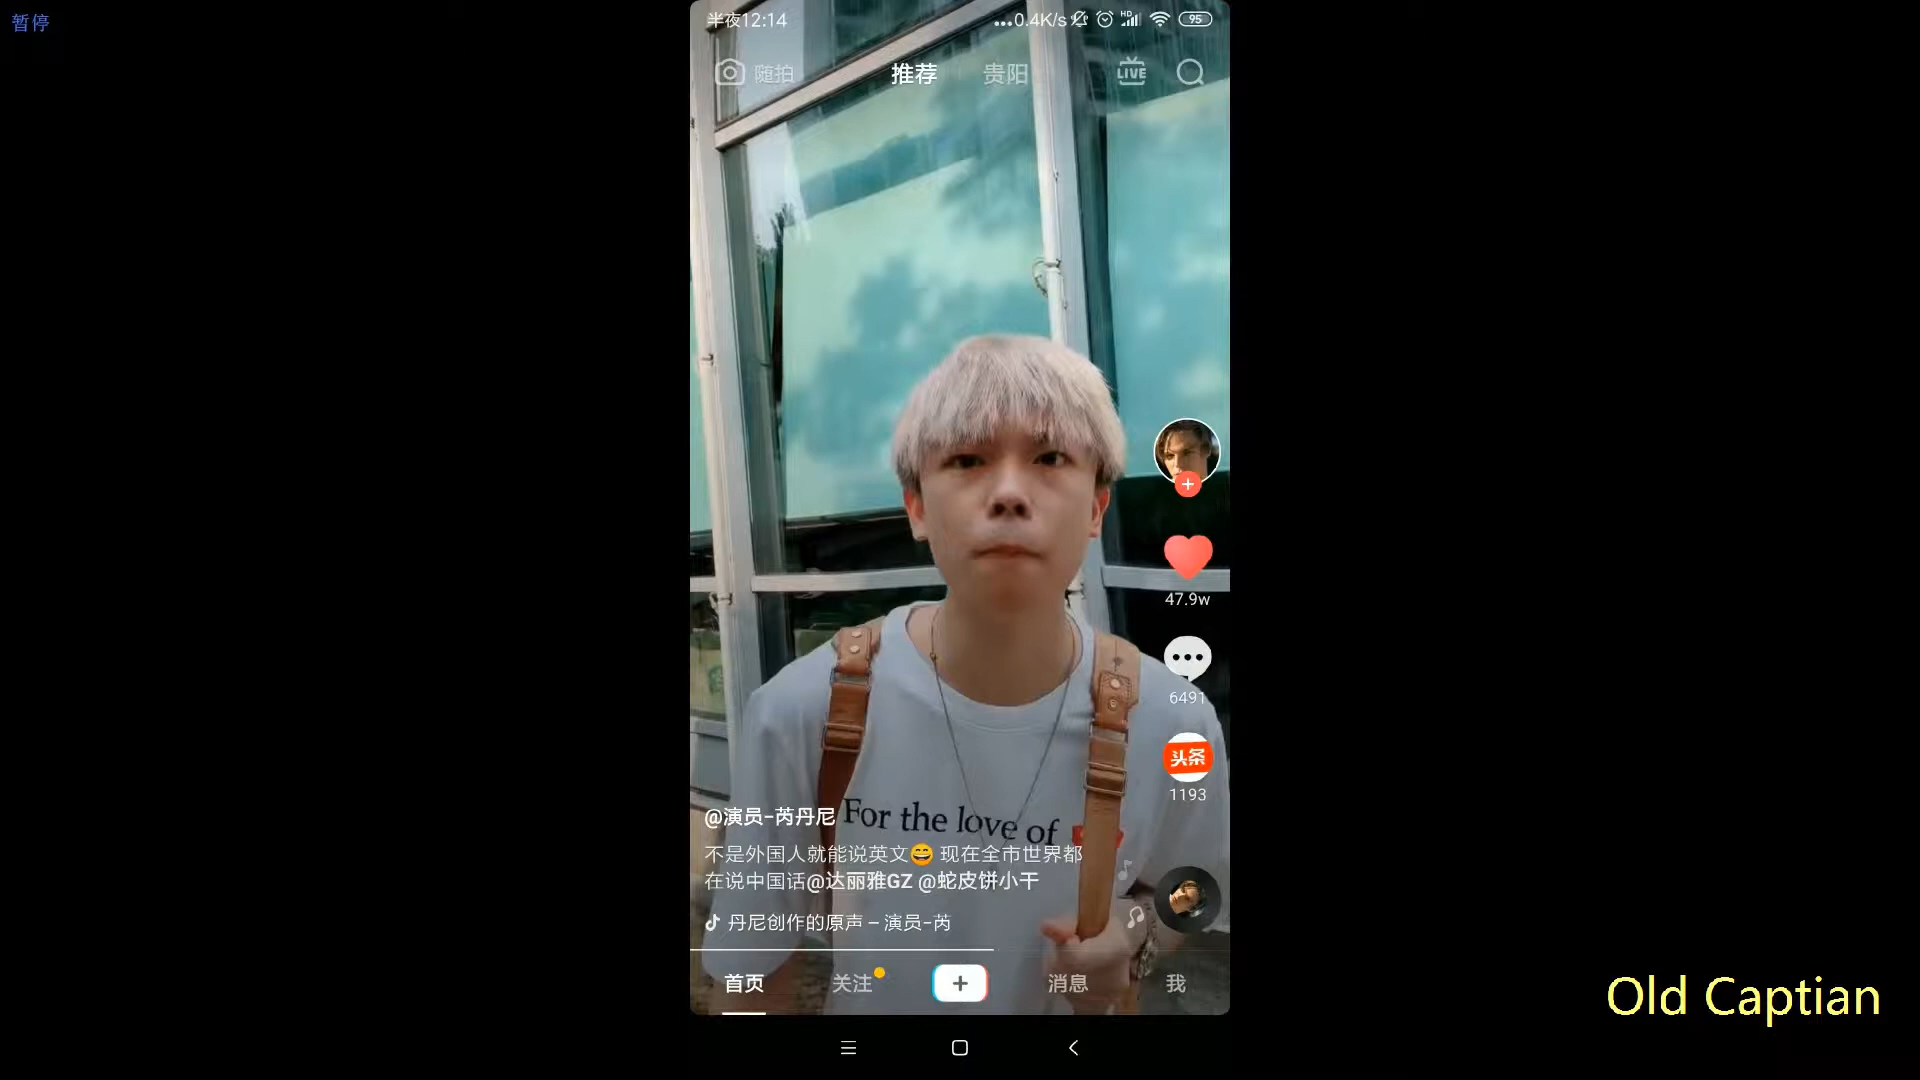 暂停
半夜12:14
...0.4K/s
HD
95
随拍
推荐
贵阳
LIVE
47.9w
6491
头条
1193
For the love of
@演员-芮丹尼
不是外国人就能说英文😄 现在全市世界都
在说中国话@达丽雅GZ @蛇皮饼小干
丹尼创作的原声 – 演员-芮
首页
关注
消息
我
Old Captian